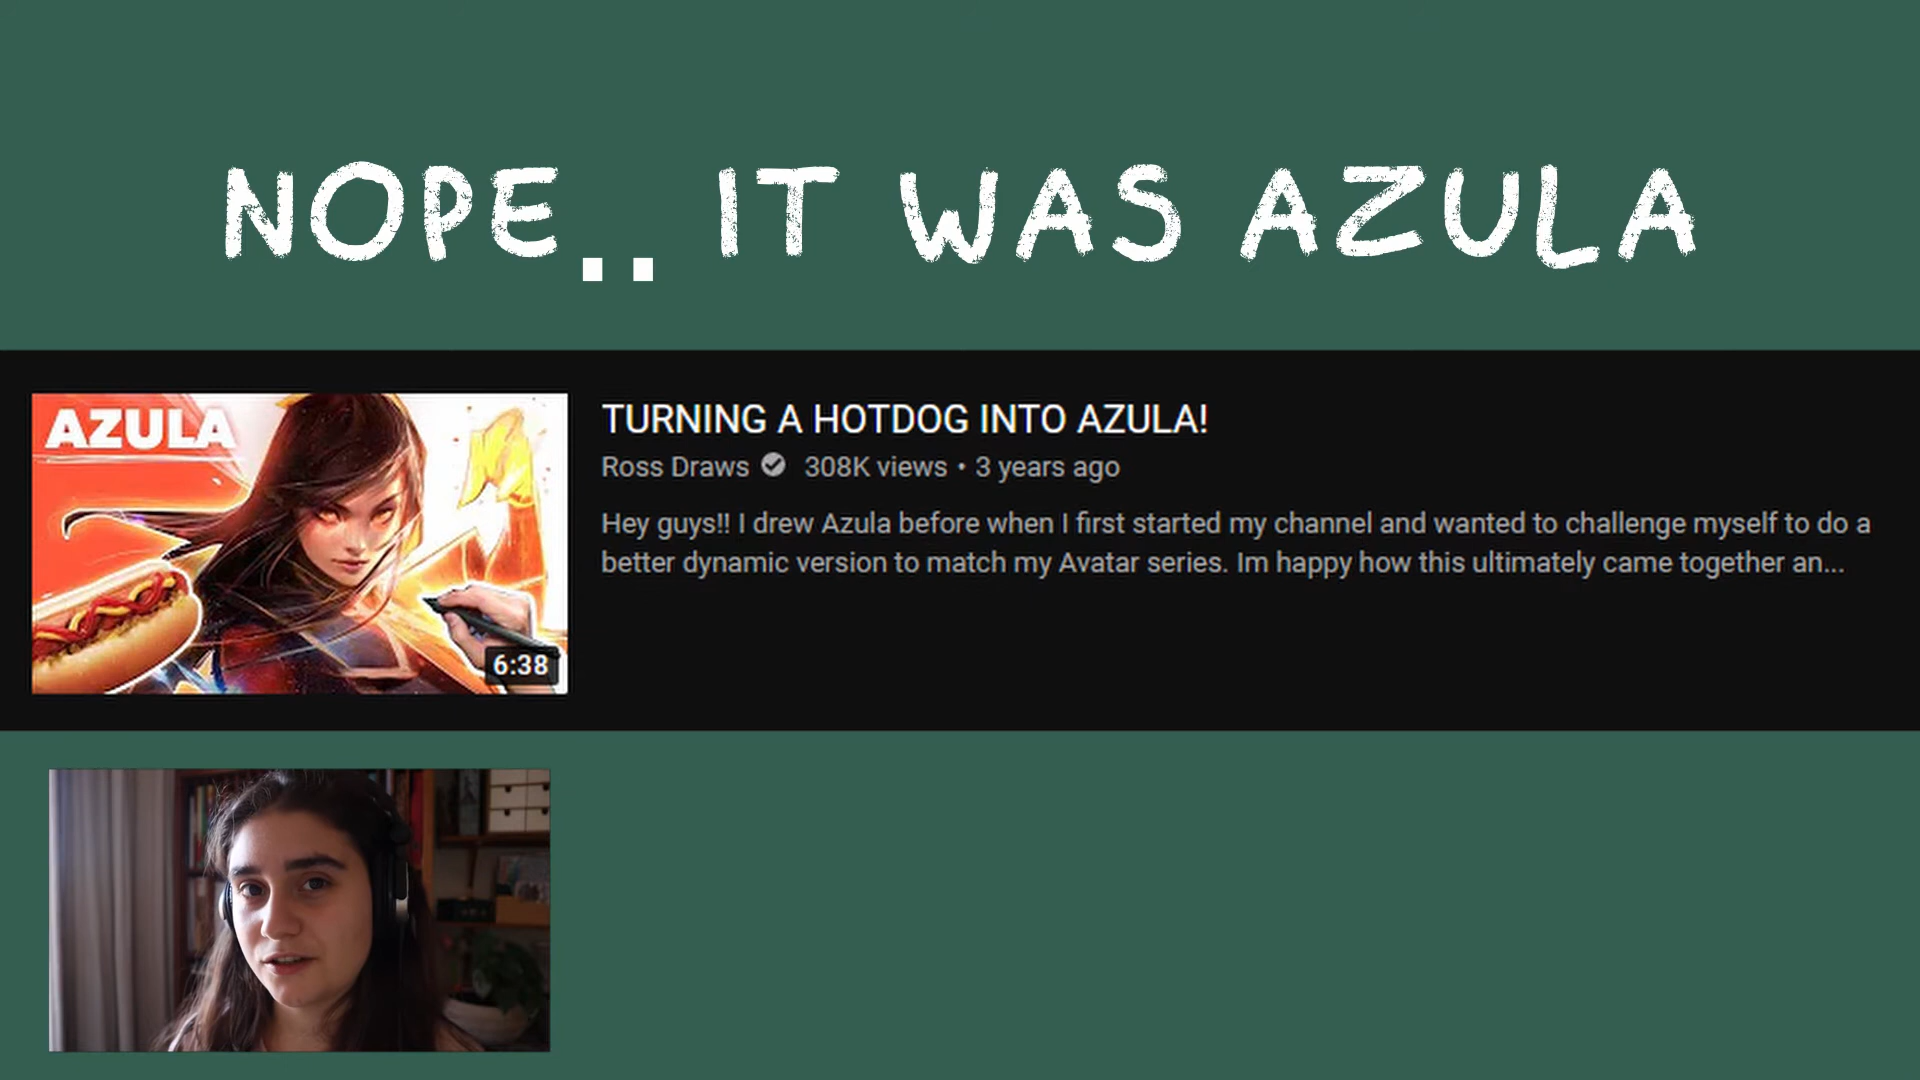 NOPE.. IT WAS AZULA
AZULA
6:38
TURNING A HOTDOG INTO AZULA!
Ross Draws 308K views • 3 years ago
Hey guys!! I drew Azula before when I first started my channel and wanted to challenge myself to do a
better dynamic version to match my Avatar series. Im happy how this ultimately came together an...